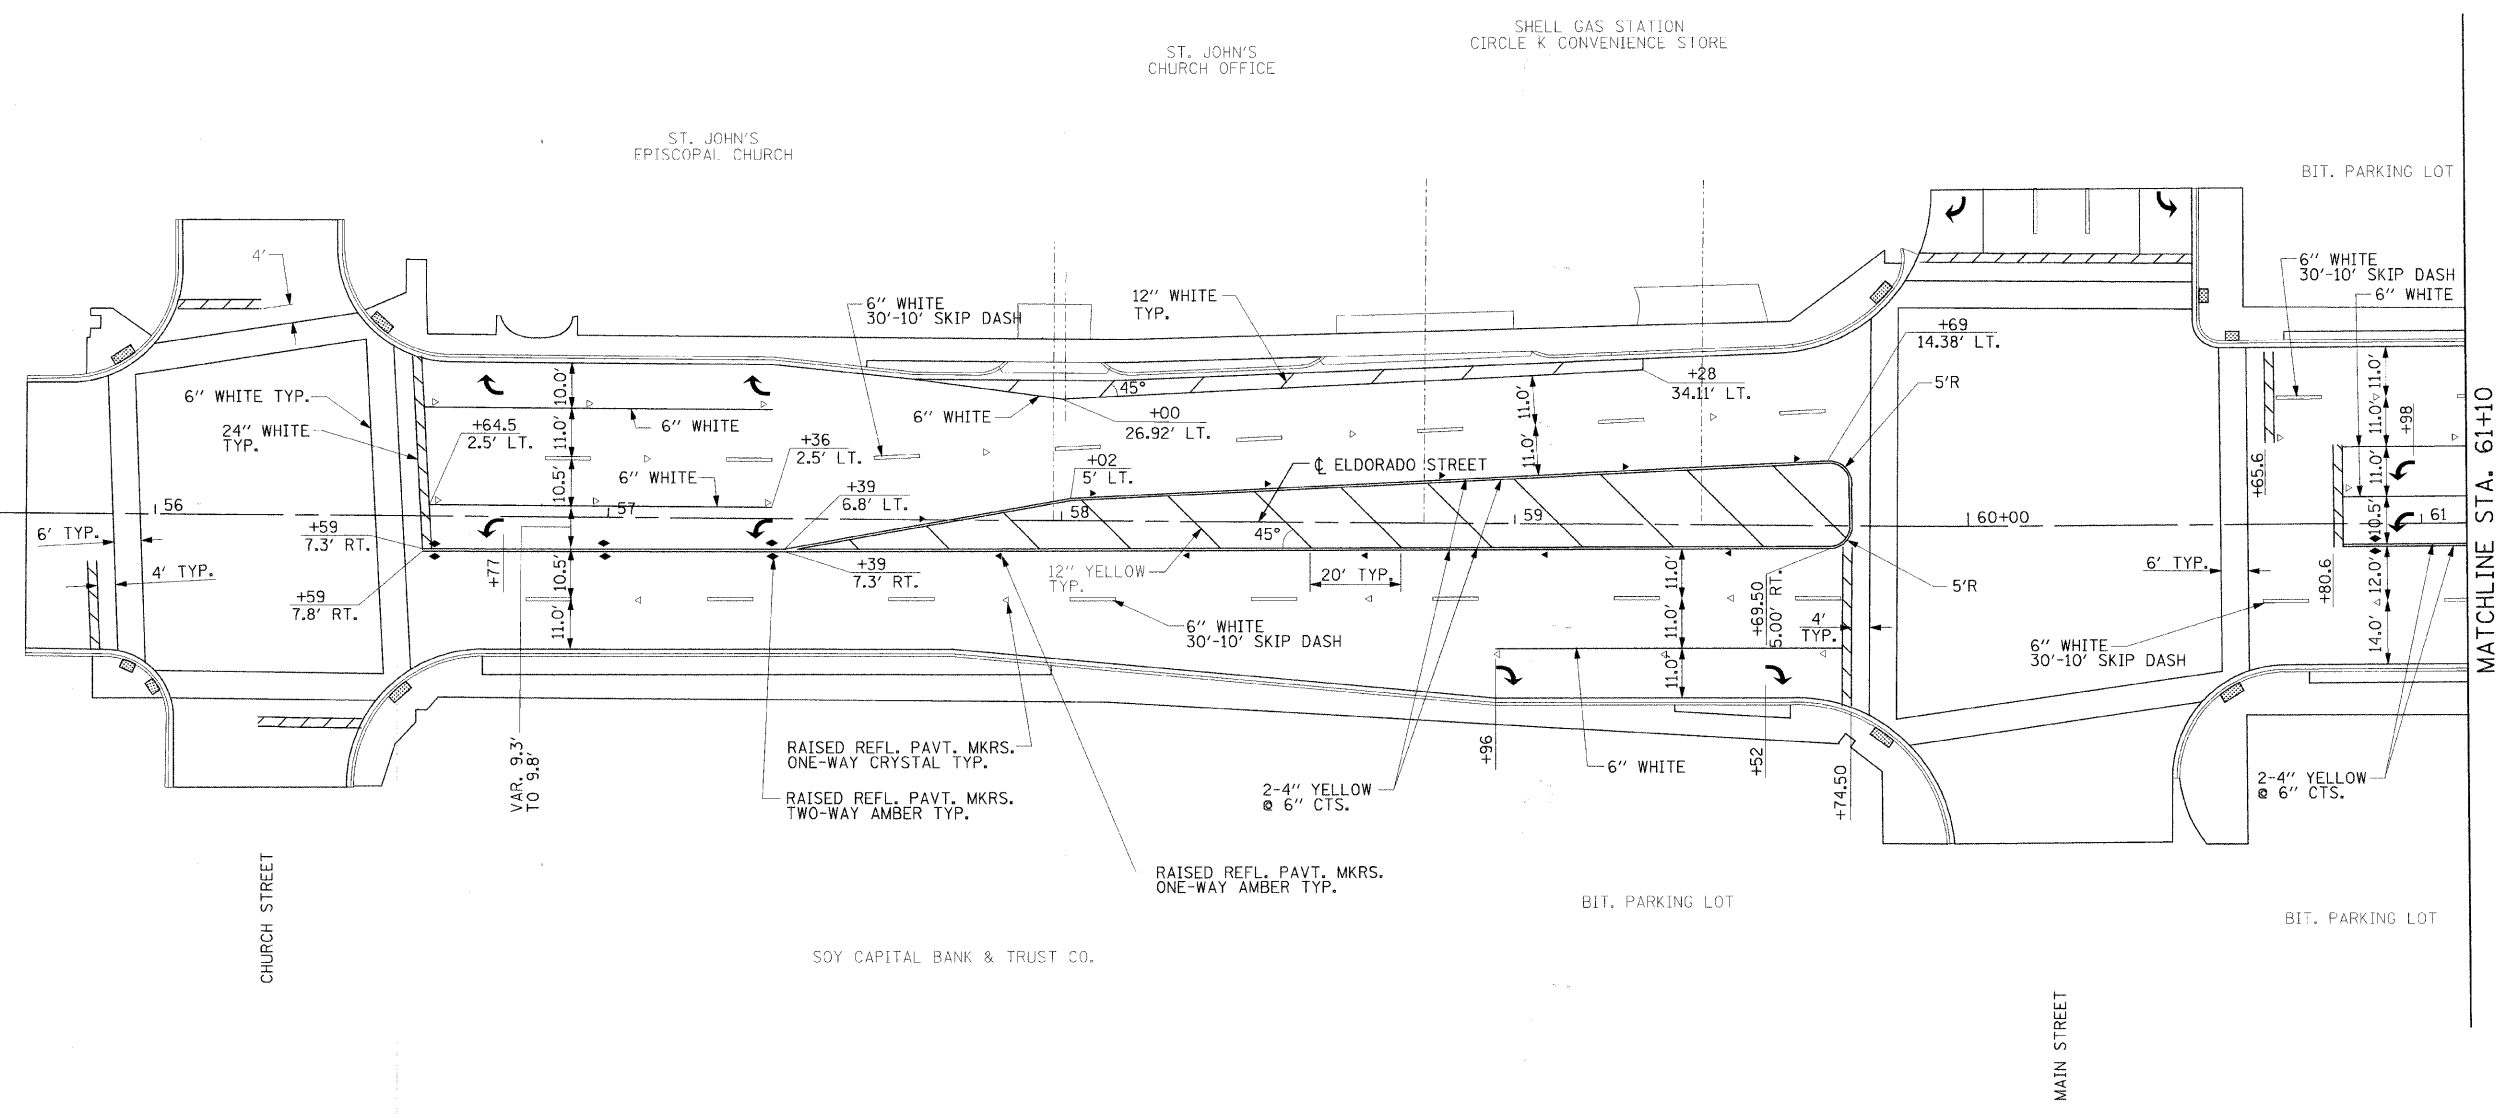 SHELL GAS STATION
CIRCLE K CONVENIENCE STORE
ST. JOHN'S
CHURCH OFFICE
ST. JOHN'S
EPISCOPAL CHURCH
BIT. PARKING LOT
4'
6" WHITE
30'-10' SKIP DASH
12" WHITE
TYP.
6" WHITE
30'-10' SKIP DASH
6" WHITE
+69
14.38' LT.
5'R
+28
34.11' LT.
45°
6" WHITE
+00
26.92' LT.
6" WHITE TYP.
24" WHITE
TYP.
10.0'
11.0'
10.5'
10.5'
11.0'
6" WHITE
+64.5
2.5' LT.
+36
2.5' LT.
6" WHITE
+02
5' LT.
+39
6.8' LT.
℄ ELDORADO STREET
11.0'
11.0'
56
57
58
59
60+00
61
+59
7.3' RT.
6' TYP.
4' TYP.
+59
7.8' RT.
+77
VAR. 9.3'
TO 9.8'
+39
7.3' RT.
12" YELLOW
TYP.
45°
20' TYP.
6" WHITE
30'-10' SKIP DASH
11.0'
11.0'
11.0'
+69.50
5.00' RT.
4'
TYP.
5'R
6' TYP.
+65.6
+80.6
+98
11.0'
11.0'
11.0'
10.5'
12.0'
14.0'
6" WHITE
30'-10' SKIP DASH
MATCHLINE STA. 61+10
RAISED REFL. PAVT. MKRS.
ONE-WAY CRYSTAL TYP.
RAISED REFL. PAVT. MKRS.
TWO-WAY AMBER TYP.
2-4" YELLOW
@ 6" CTS.
+96
6" WHITE
+52
+74.50
2-4" YELLOW
@ 6" CTS.
RAISED REFL. PAVT. MKRS.
ONE-WAY AMBER TYP.
BIT. PARKING LOT
BIT. PARKING LOT
CHURCH STREET
SOY CAPITAL BANK & TRUST CO.
MAIN STREET